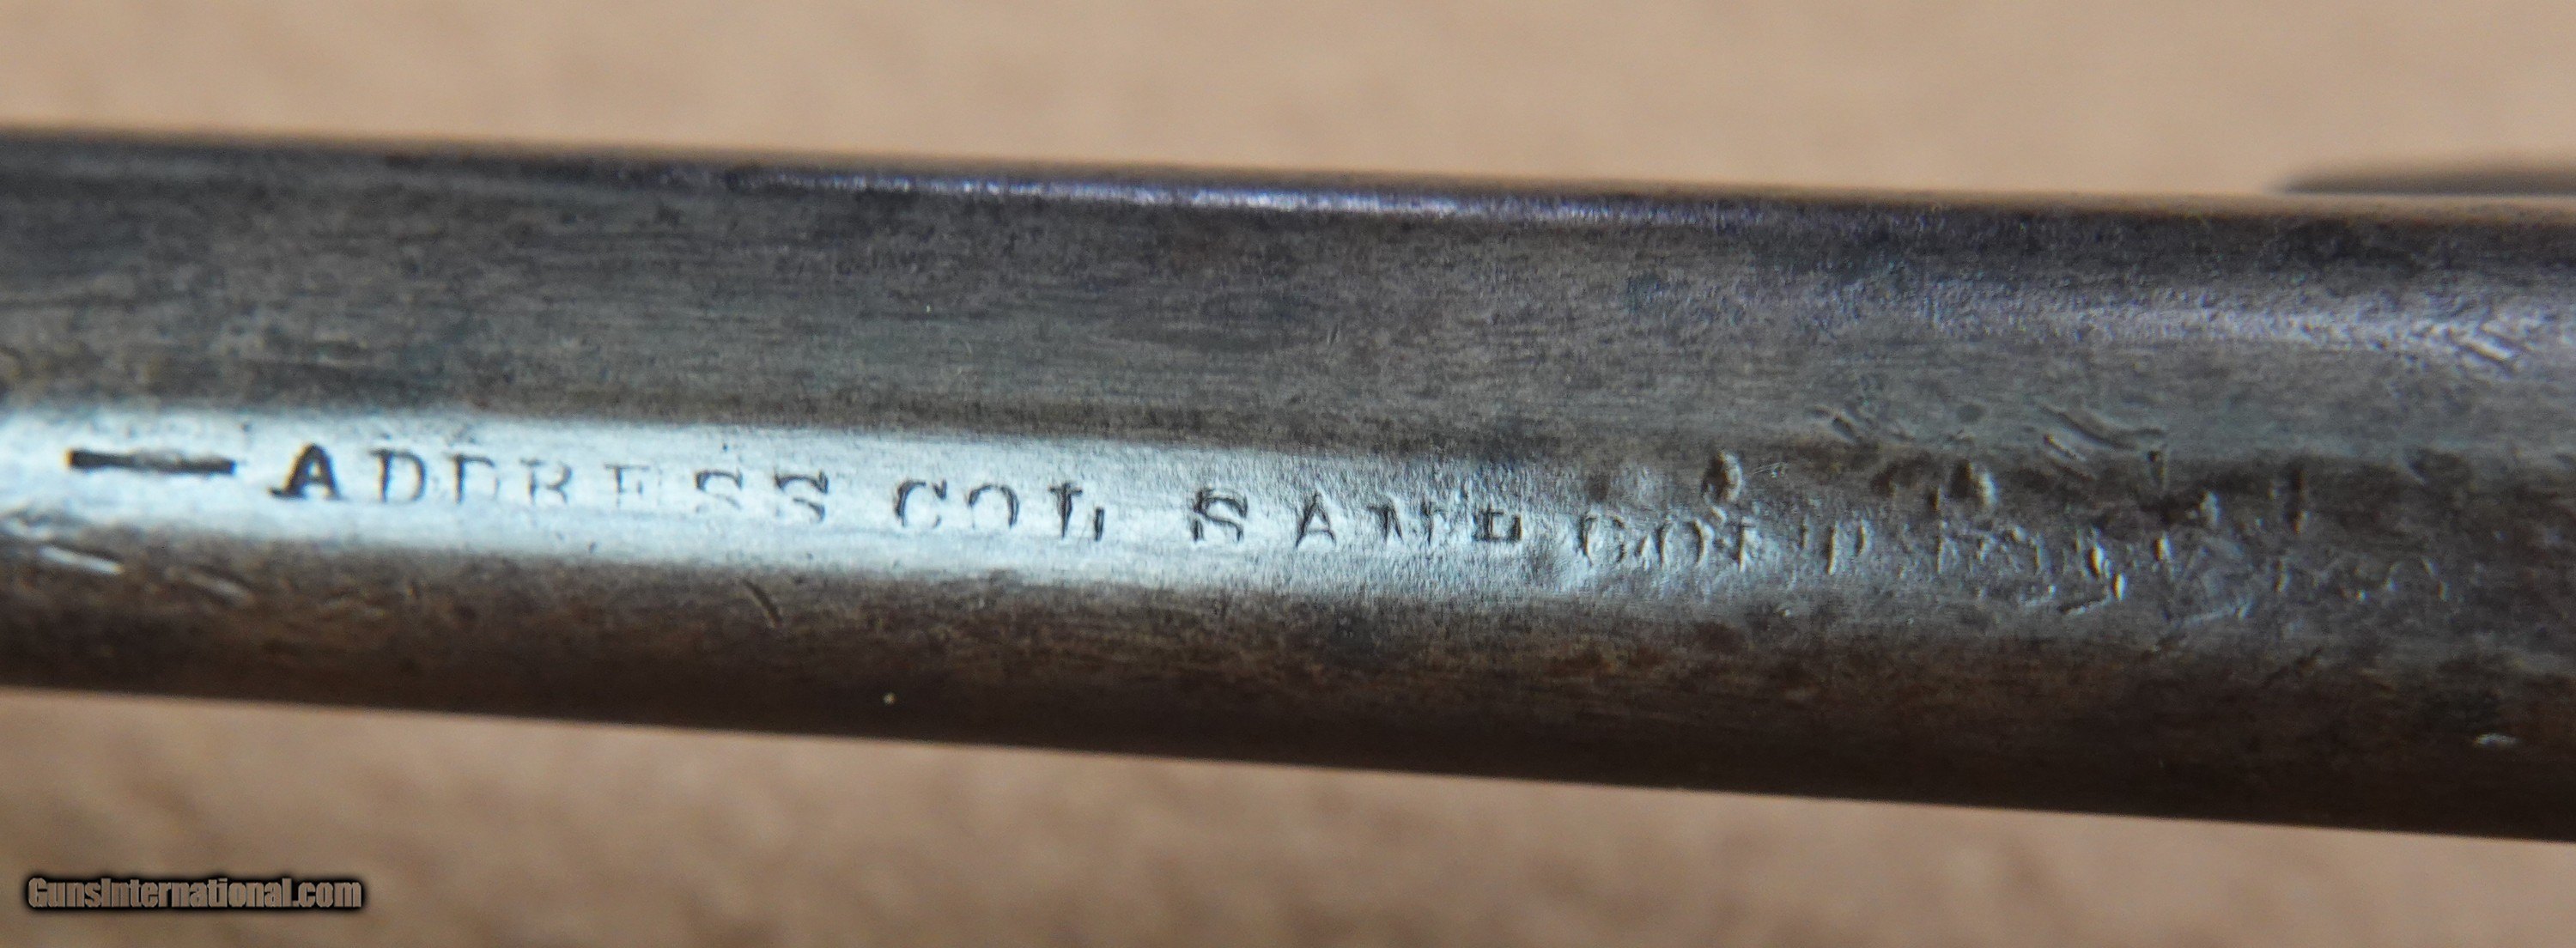 — ADDRESS COL. SAML COLT
GunsInternational.com